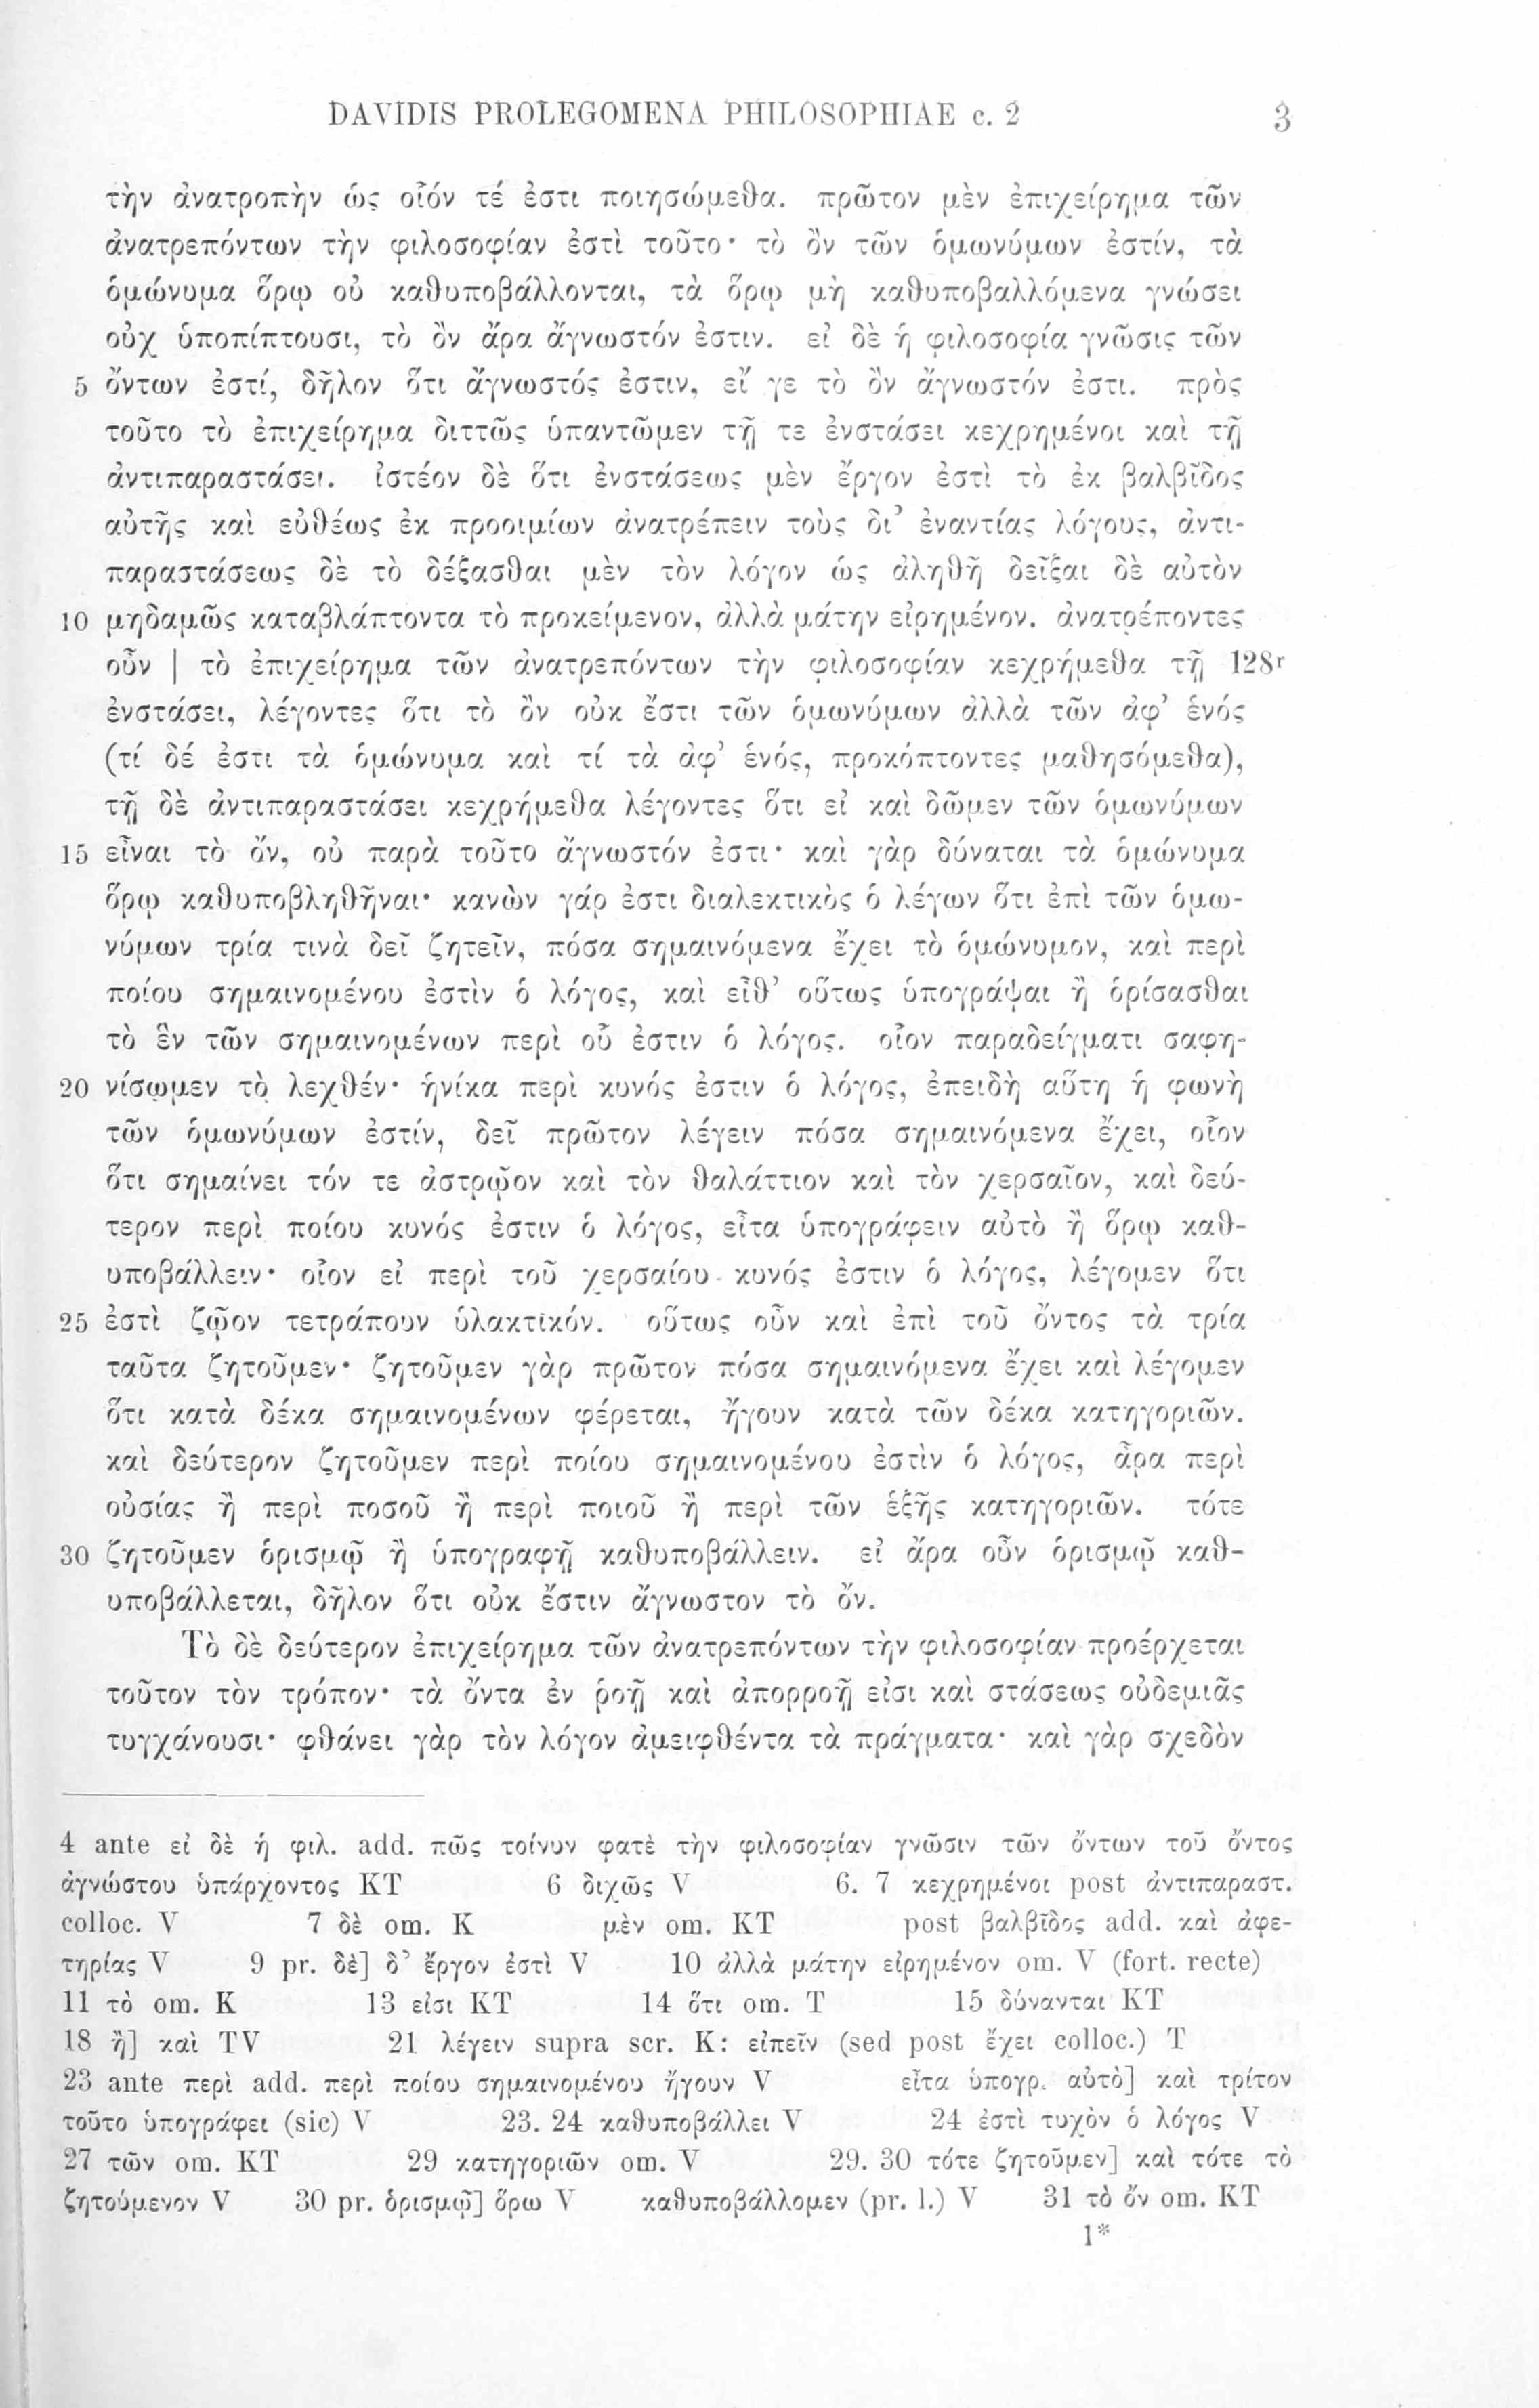 DAVIDIS PROLEGOMENA PHILOSOPHIAE c. 2 3
τὴν ἀνατροπὴν ὡς οἷόν τέ ἐστι ποιησώμεθα. πρῶτον μὲν ἐπιχείρημα τῶν
ἀνατρεπόντων τὴν φιλοσοφίαν ἐστὶ τοῦτο· τὸ ὂν τῶν ὁμωνύμων ἐστίν, τὰ
ὁμώνυμα ὅρῳ οὐ καθυποβάλλονται, τὰ ὅρῳ μὴ καθυποβαλλόμενα γνώσει
οὐχ ὑποπίπτουσι, τὸ ὂν ἄρα ἄγνωστόν ἐστιν. εἰ δὲ ἡ φιλοσοφία γνῶσις τῶν
5 ὄντων ἐστί, δῆλον ὅτι ἄγνωστός ἐστιν, εἴ γε τὸ ὂν ἄγνωστόν ἐστι. πρὸς
τοῦτο τὸ ἐπιχείρημα διττῶς ὑπαντῶμεν τῇ τε ἐνστάσει κεχρημένοι καὶ τῇ
ἀντιπαραστάσει. ἰστέον δὲ ὅτι ἐνστάσεως μὲν ἔργον ἐστὶ τὸ ἐκ βαλβῖδος
αὐτῆς καὶ εὐθέως ἐκ προοιμίων ἀνατρέπειν τοὺς δι’ ἐναντίας λόγους, ἀντι-
παραστάσεως δὲ τὸ δέξασθαι μὲν τὸν λόγον ὡς ἀληθῆ δεῖξαι δὲ αὐτὸν
10 μηδαμῶς καταβλάπτοντα τὸ προκείμενον, ἀλλὰ μάτην εἰρημένον. ἀνατρέποντες
οὖν | τὸ ἐπιχείρημα τῶν ἀνατρεπόντων τὴν φιλοσοφίαν κεχρήμεθα τῇ 128r
ἐνστάσει, λέγοντες ὅτι τὸ ὂν οὐκ ἔστι τῶν ὁμωνύμων ἀλλὰ τῶν ἀφ’ ἑνός
(τί δέ ἐστι τὰ ὁμώνυμα καὶ τί τὰ ἀφ’ ἑνός, προκόπτοντες μαθησόμεθα),
τῇ δὲ ἀντιπαραστάσει κεχρήμεθα λέγοντες ὅτι εἰ καὶ δῶμεν τῶν ὁμωνύμων
15 εἶναι τὸ ὄν, οὐ παρὰ τοῦτο ἄγνωστόν ἐστι· καὶ γὰρ δύναται τὰ ὁμώνυμα
ὅρῳ καθυποβληθῆναι· κανὼν γάρ ἐστι διαλεκτικὸς ὁ λέγων ὅτι ἐπὶ τῶν ὁμω-
νύμων τρία τινὰ δεῖ ζητεῖν, πόσα σημαινόμενα ἔχει τὸ ὁμώνυμον, καὶ περὶ
ποίου σημαινομένου ἐστὶν ὁ λόγος, καὶ εἶθ’ οὕτως ὑπογράψαι ἢ ὁρίσασθαι
τὸ ἓν τῶν σημαινομένων περὶ οὗ ἐστιν ὁ λόγος. οἷον παραδείγματι σαφη-
20 νίσωμεν τὸ λεχθέν· ἡνίκα περὶ κυνός ἐστιν ὁ λόγος, ἐπειδὴ αὕτη ἡ φωνὴ
τῶν ὁμωνύμων ἐστίν, δεῖ πρῶτον λέγειν πόσα σημαινόμενα ἔχει, οἷον
ὅτι σημαίνει τόν τε ἀστρῷον καὶ τὸν θαλάττιον καὶ τὸν χερσαῖον, καὶ δεύ-
τερον περὶ ποίου κυνός ἐστιν ὁ λόγος, εἶτα ὑπογράφειν αὐτὸ ἢ ὅρῳ καθ-
υποβάλλειν· οἷον εἰ περὶ τοῦ χερσαίου κυνός ἐστιν ὁ λόγος, λέγομεν ὅτι
25 ἐστὶ ζῷον τετράπουν ὑλακτικόν. οὕτως οὖν καὶ ἐπὶ τοῦ ὄντος τὰ τρία
ταῦτα ζητοῦμεν· ζητοῦμεν γὰρ πρῶτον πόσα σημαινόμενα ἔχει καὶ λέγομεν
ὅτι κατὰ δέκα σημαινομένων φέρεται, ἤγουν κατὰ τῶν δέκα κατηγοριῶν.
καὶ δεύτερον ζητοῦμεν περὶ ποίου σημαινομένου ἐστὶν ὁ λόγος, ἆρα περὶ
οὐσίας ἢ περὶ ποσοῦ ἢ περὶ ποιοῦ ἢ περὶ τῶν ἑξῆς κατηγοριῶν. τότε
30 ζητοῦμεν ὁρισμῷ ἢ ὑπογραφῇ καθυποβάλλειν. εἰ ἄρα οὖν ὁρισμῷ καθ-
υποβάλλεται, δῆλον ὅτι οὐκ ἔστιν ἄγνωστον τὸ ὄν.
Τὸ δὲ δεύτερον ἐπιχείρημα τῶν ἀνατρεπόντων τὴν φιλοσοφίαν προέρχεται
τοῦτον τὸν τρόπον· τὰ ὄντα ἐν ῥοῇ καὶ ἀπορροῇ εἰσι καὶ στάσεως οὐδεμιᾶς
τυγχάνουσι· φθάνει γὰρ τὸν λόγον ἀμειφθέντα τὰ πράγματα· καὶ γὰρ σχεδὸν
4 ante εἰ δὲ ἡ φιλ. add. πῶς τοίνυν φατὲ τὴν φιλοσοφίαν γνῶσιν τῶν ὄντων τοῦ ὄντος
ἀγνώστου ὑπάρχοντος KT 6 διχῶς V 6. 7 κεχρημένοι post ἀντιπαραστ.
colloc. V 7 δὲ om. K μὲν om. KT post βαλβῖδος add. καὶ ἀφε-
τηρίας V 9 pr. δὲ] δ’ ἔργον ἐστὶ V 10 ἀλλὰ μάτην εἰρημένον om. V (fort. recte)
11 τὸ om. K 13 εἰσι KT 14 ὅτι om. T 15 δύνανται KT
18 ἢ] καὶ TV 21 λέγειν supra scr. K: εἰπεῖν (sed post ἔχει colloc.) T
23 ante περὶ add. περὶ ποίου σημαινομένου ἤγουν V εἶτα ὑπογρ. αὐτὸ] καὶ τρίτον
τοῦτο ὑπογράφει (sic) V 23. 24 καθυποβάλλει V 24 ἐστὶ τυχὸν ὁ λόγος V
27 τῶν om. KT 29 κατηγοριῶν om. V 29. 30 τότε ζητοῦμεν] καὶ τότε τὸ
ζητούμενον V 30 pr. ὁρισμῷ] ὅρω V καθυποβάλλομεν (pr. l.) V 31 τὸ ὄν om. KT
1*